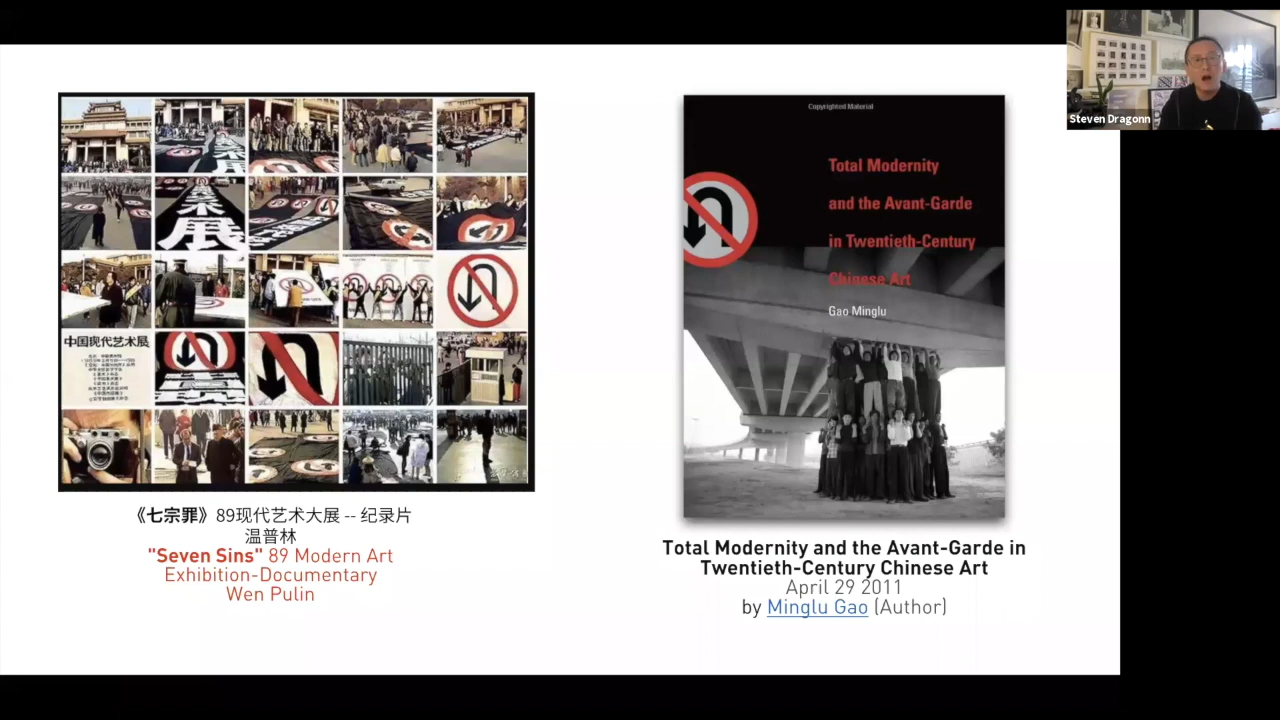 Steven Dragonn
Copyrighted Material
Total Modernity
and the Avant-Garde
in Twentieth-Century
Chinese Art
Gao Minglu
术展
中国现代艺术展
《七宗罪》89现代艺术大展 -- 纪录片
温普林
"Seven Sins" 89 Modern Art
Exhibition-Documentary
Wen Pulin
Total Modernity and the Avant-Garde in
Twentieth-Century Chinese Art
April 29 2011
by Minglu Gao (Author)